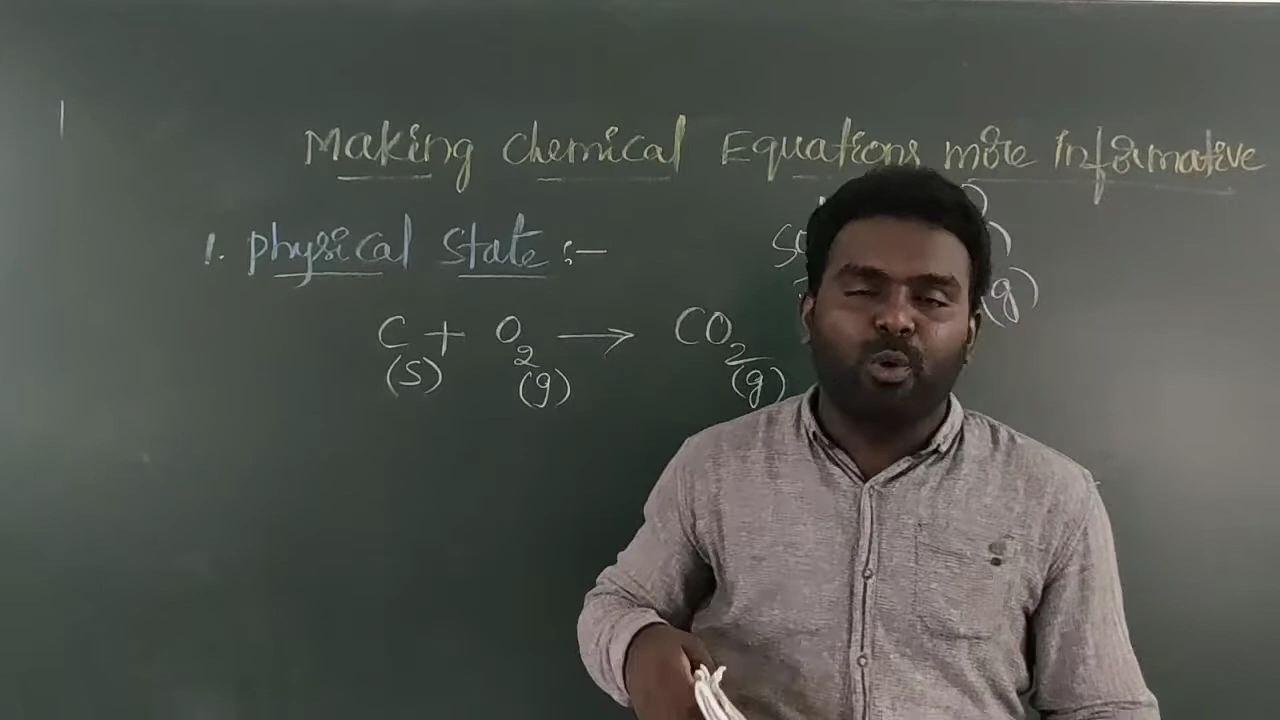 Making Chemical Equations more Informative
1. Physical State :-
(g)
C + O2 → CO2
(s) (g) (g)